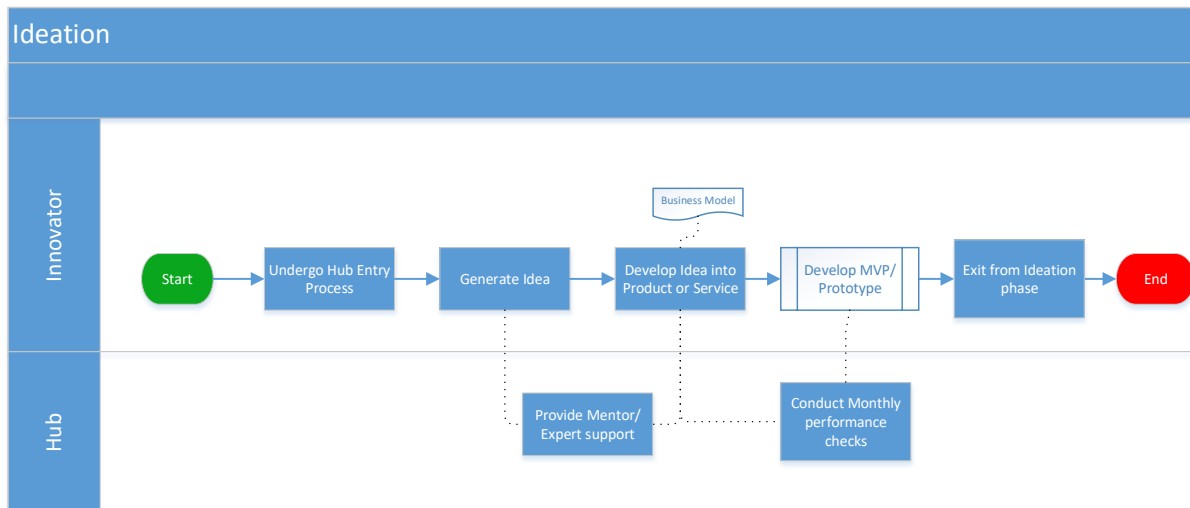 Ideation
Innovator
Business Model
Start
Undergo Hub Entry
Process
Generate Idea
Develop Idea into
Product or Service
Develop MVP/
Prototype
Exit from Ideation
phase
End
Hub
Provide Mentor/
Expert support
Conduct Monthly
performance
checks